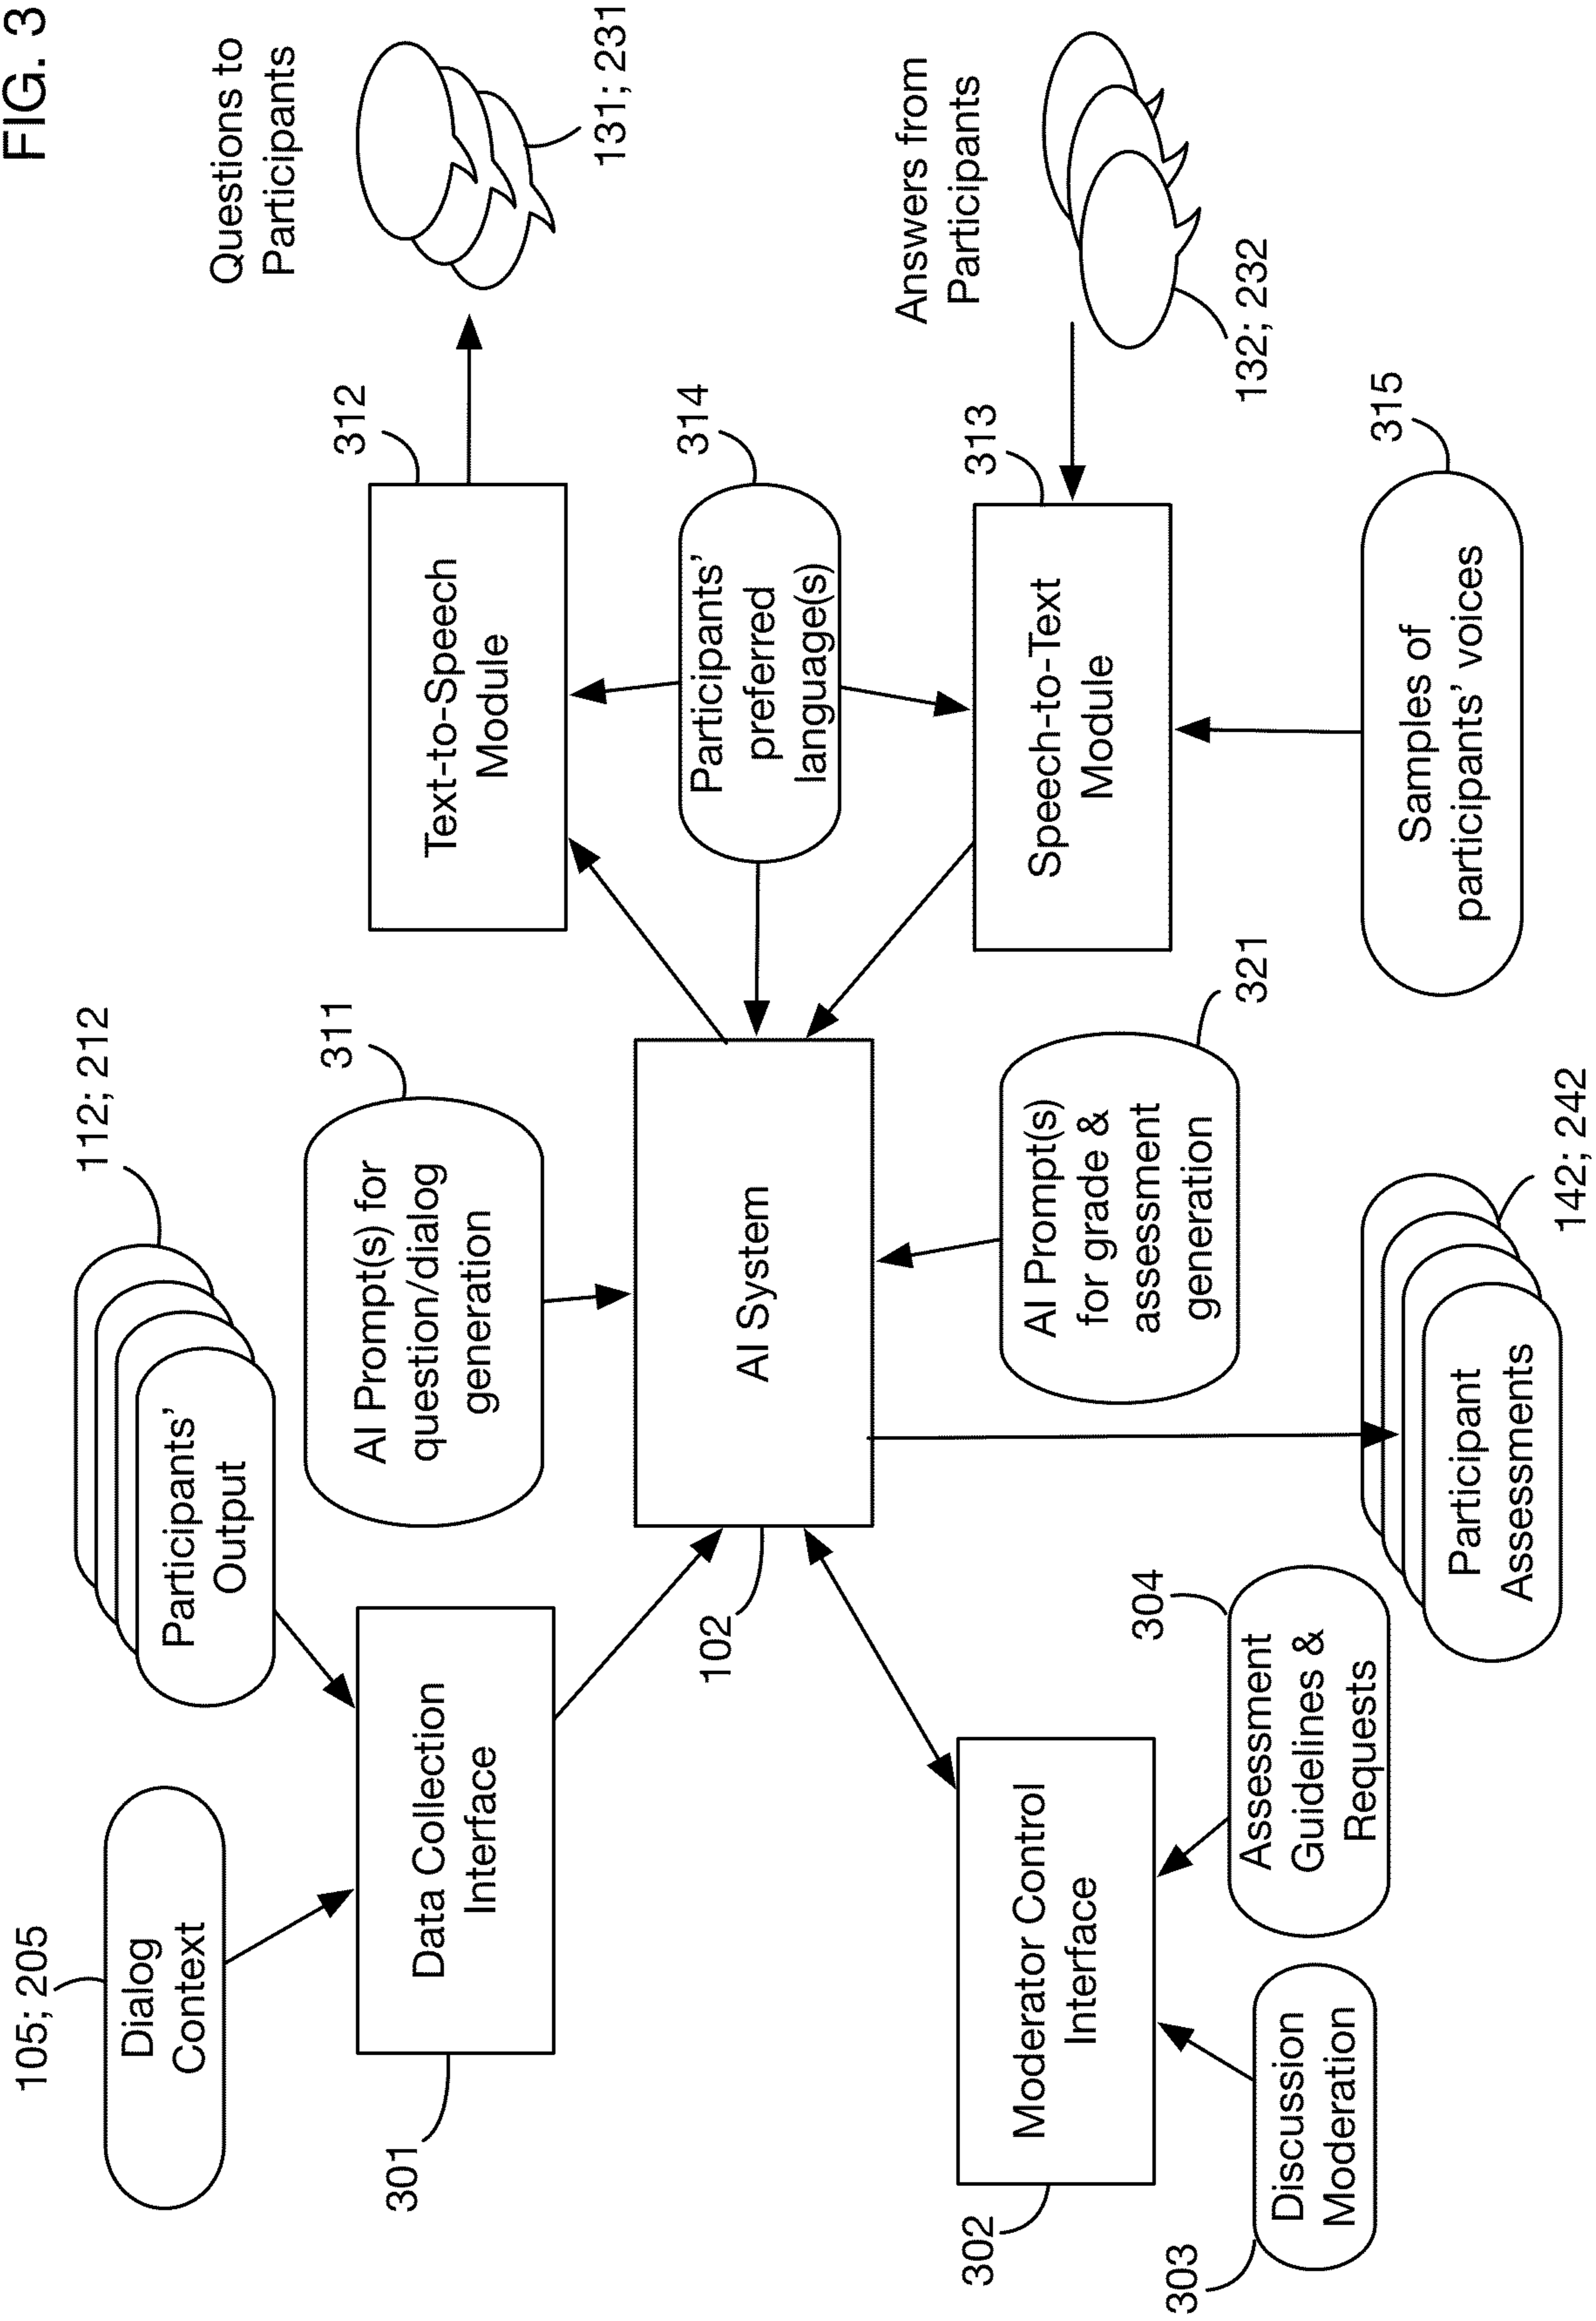 FIG. 3
105; 205
Dialog
Context
112; 212
Participants’
Output
301
Data Collection
Interface
311
AI Prompt(s) for
question/dialog
generation
312
Text-to-Speech
Module
Questions to
Participants
131; 231
102
AI System
314
Participants’
preferred
language(s)
302
Moderator Control
Interface
313
Speech-to-Text
Module
Answers from
Participants
132; 232
321
AI Prompt(s)
for grade &
assessment
generation
303
Discussion
Moderation
304
Assessment
Guidelines &
Requests
Participant
Assessments
142; 242
315
Samples of
participants’ voices